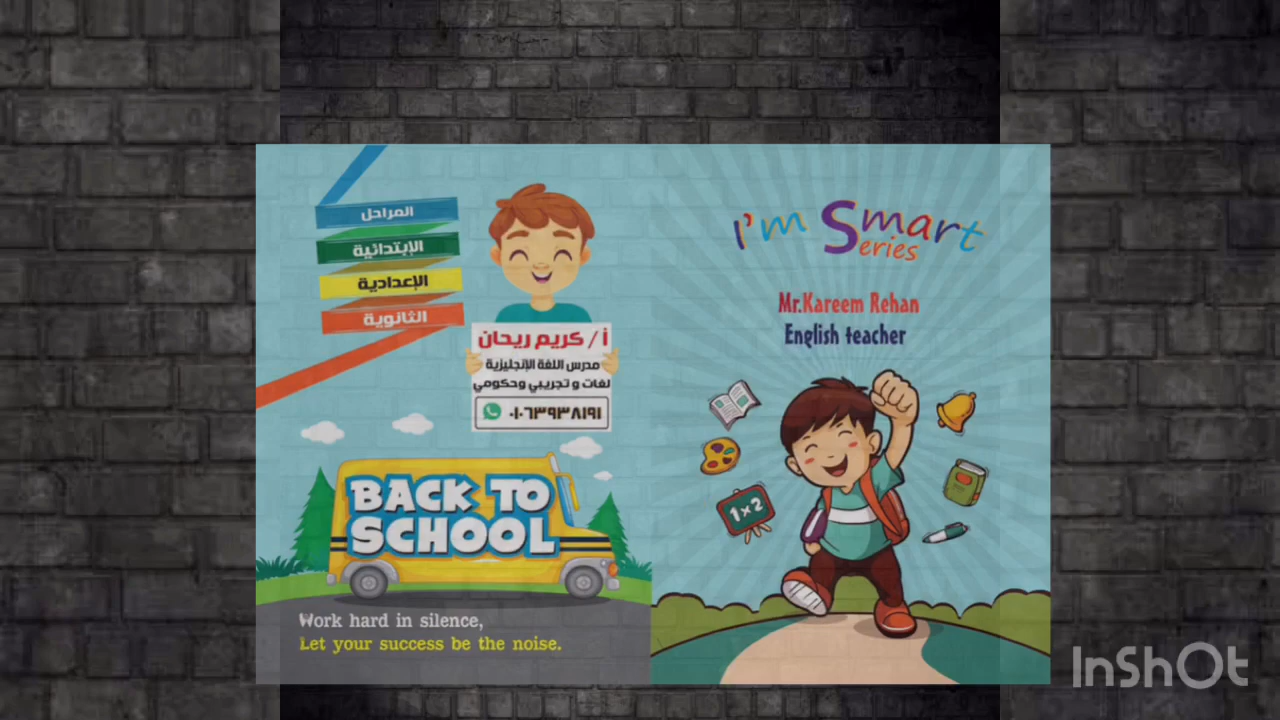 المراحل
الإبتدائية
الإعدادية
الثانوية
أ / كريم ريحان
مدرس اللغة الإنجليزية
لغات و تجريبي وحكومي
٠١٠٦٣٩٣٨١٩١
BACK TO
SCHOOL
Work hard in silence,
Let your success be the noise.
I'm Smart
Series
Mr.Kareem Rehan
English teacher
1×2
InShOt